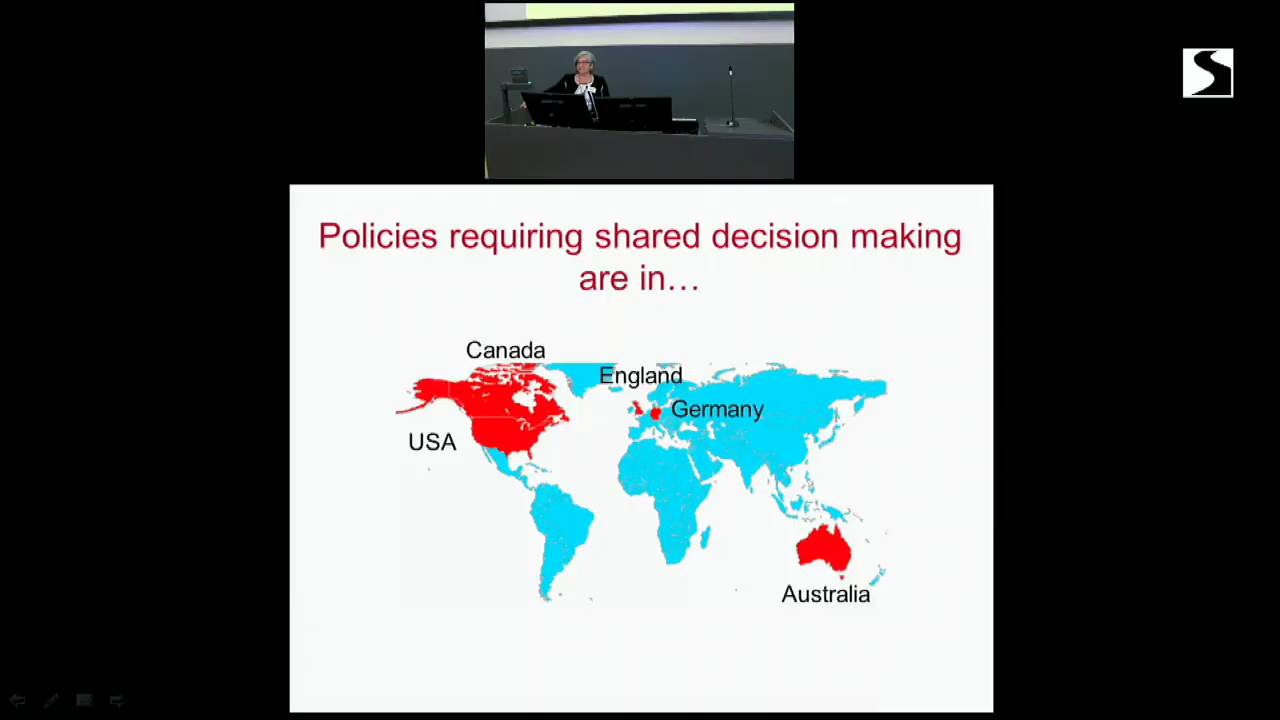 Policies requiring shared decision making
are in…
Canada
England
Germany
USA
Australia